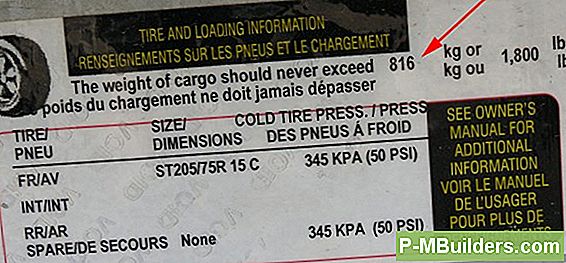 TIRE AND LOADING INFORMATION
RENSEIGNEMENTS SUR LES PNEUS ET LE CHARGEMENT
The weight of cargo should never exceed 816 kg or 1,800
poids du chargement ne doit jamais dépasser kg ou
TIRE/ SIZE/ COLD TIRE PRESS. / PRESS
PNEU DIMENSIONS DES PNEUS À FROID
FR/AV ST205/75R 15 C 345 KPA (50 PSI)
INT/INT
RR/AR 345 KPA (50 PSI)
SPARE/DE SECOURS None
SEE OWNER'S
MANUAL FOR
ADDITIONAL
INFORMATION
VOIR LE MANUEL
DE L'USAGER
POUR PLUS DE
P-MBuilders.com